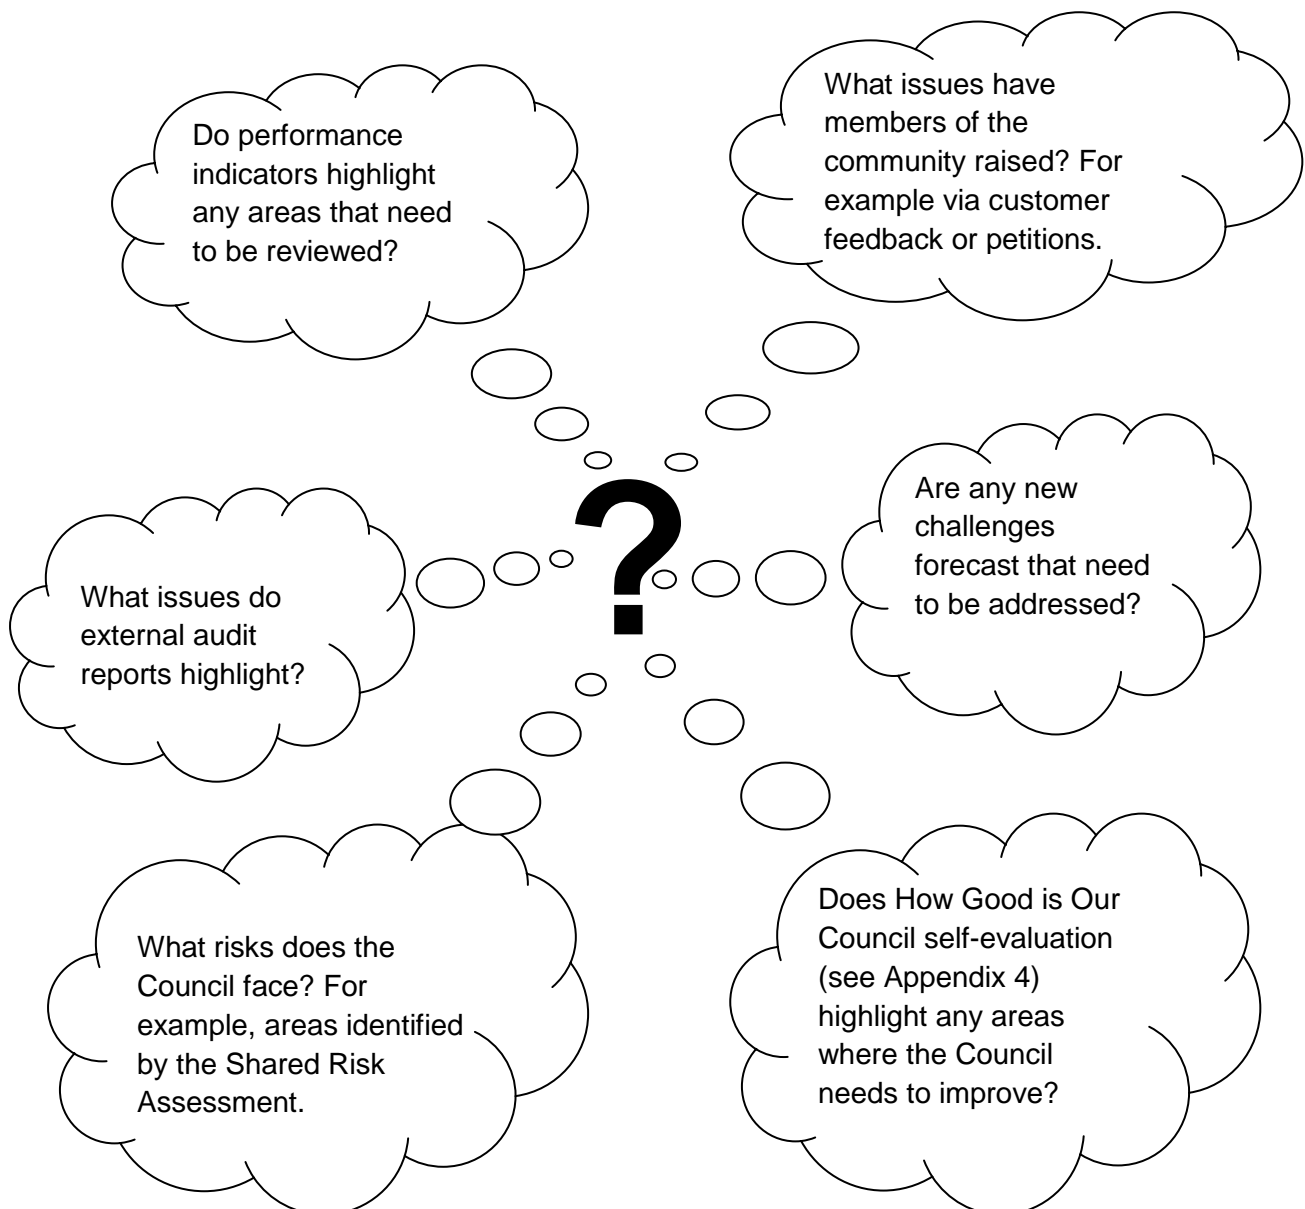 Do performance
indicators highlight
any areas that need
to be reviewed?
What issues have
members of the
community raised? For
example via customer
feedback or petitions.
?
Are any new
challenges
forecast that need
to be addressed?
What issues do
external audit
reports highlight?
What risks does the
Council face? For
example, areas identified
by the Shared Risk
Assessment.
Does How Good is Our
Council self-evaluation
(see Appendix 4)
highlight any areas
where the Council
needs to improve?